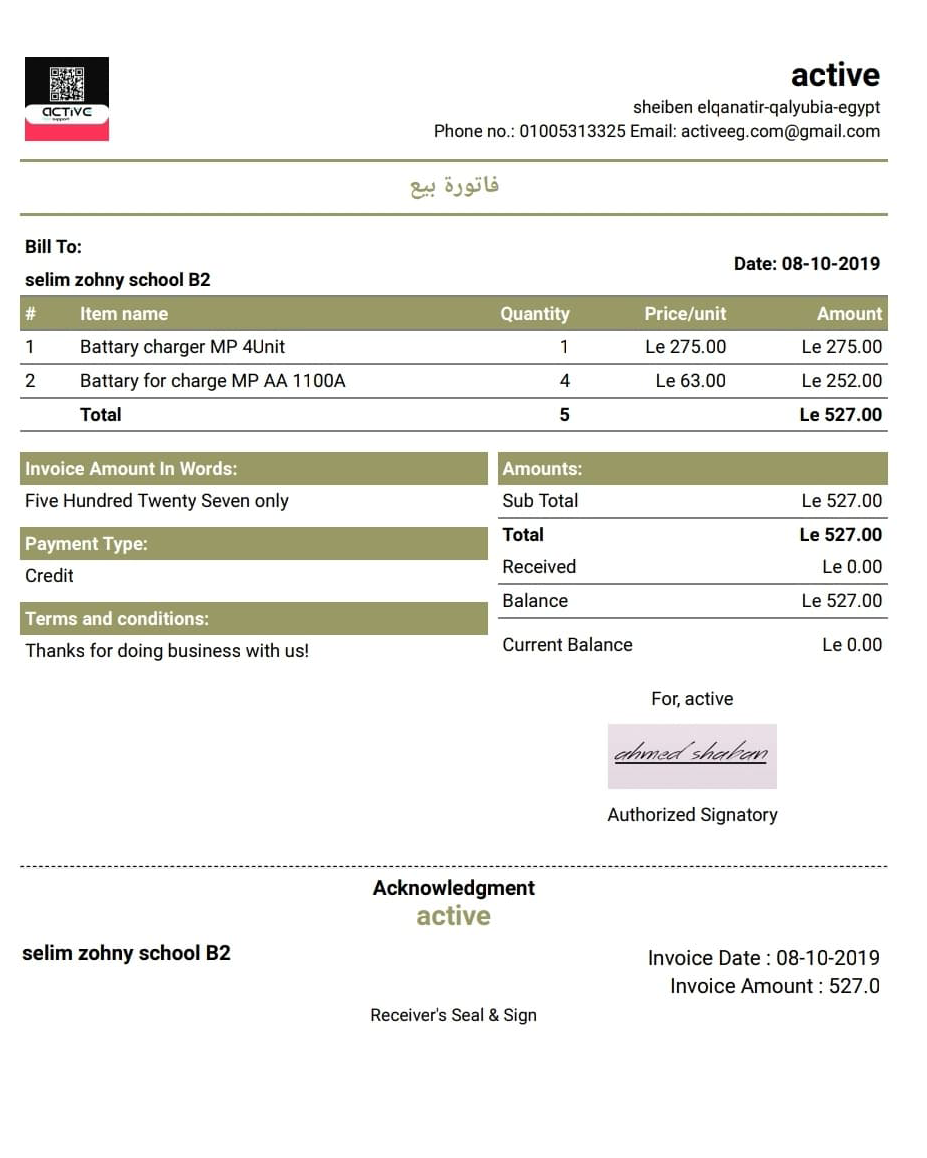 ACTIVE
support
active
sheiben elqanatir-qalyubia-egypt
Phone no.: 01005313325 Email: activeeg.com@gmail.com
فاتورة بيع
Bill To:
selim zohny school B2
Date: 08-10-2019
# Item name Quantity Price/unit Amount
1 Battary charger MP 4Unit 1 Le 275.00 Le 275.00
2 Battary for charge MP AA 1100A 4 Le 63.00 Le 252.00
Total 5 Le 527.00
Invoice Amount In Words:
Five Hundred Twenty Seven only
Payment Type:
Credit
Terms and conditions:
Thanks for doing business with us!
Amounts:
Sub Total Le 527.00
Total Le 527.00
Received Le 0.00
Balance Le 527.00
Current Balance Le 0.00
For, active
ahmed shaban
Authorized Signatory
Acknowledgment
active
selim zohny school B2
Invoice Date : 08-10-2019
Invoice Amount : 527.0
Receiver's Seal & Sign